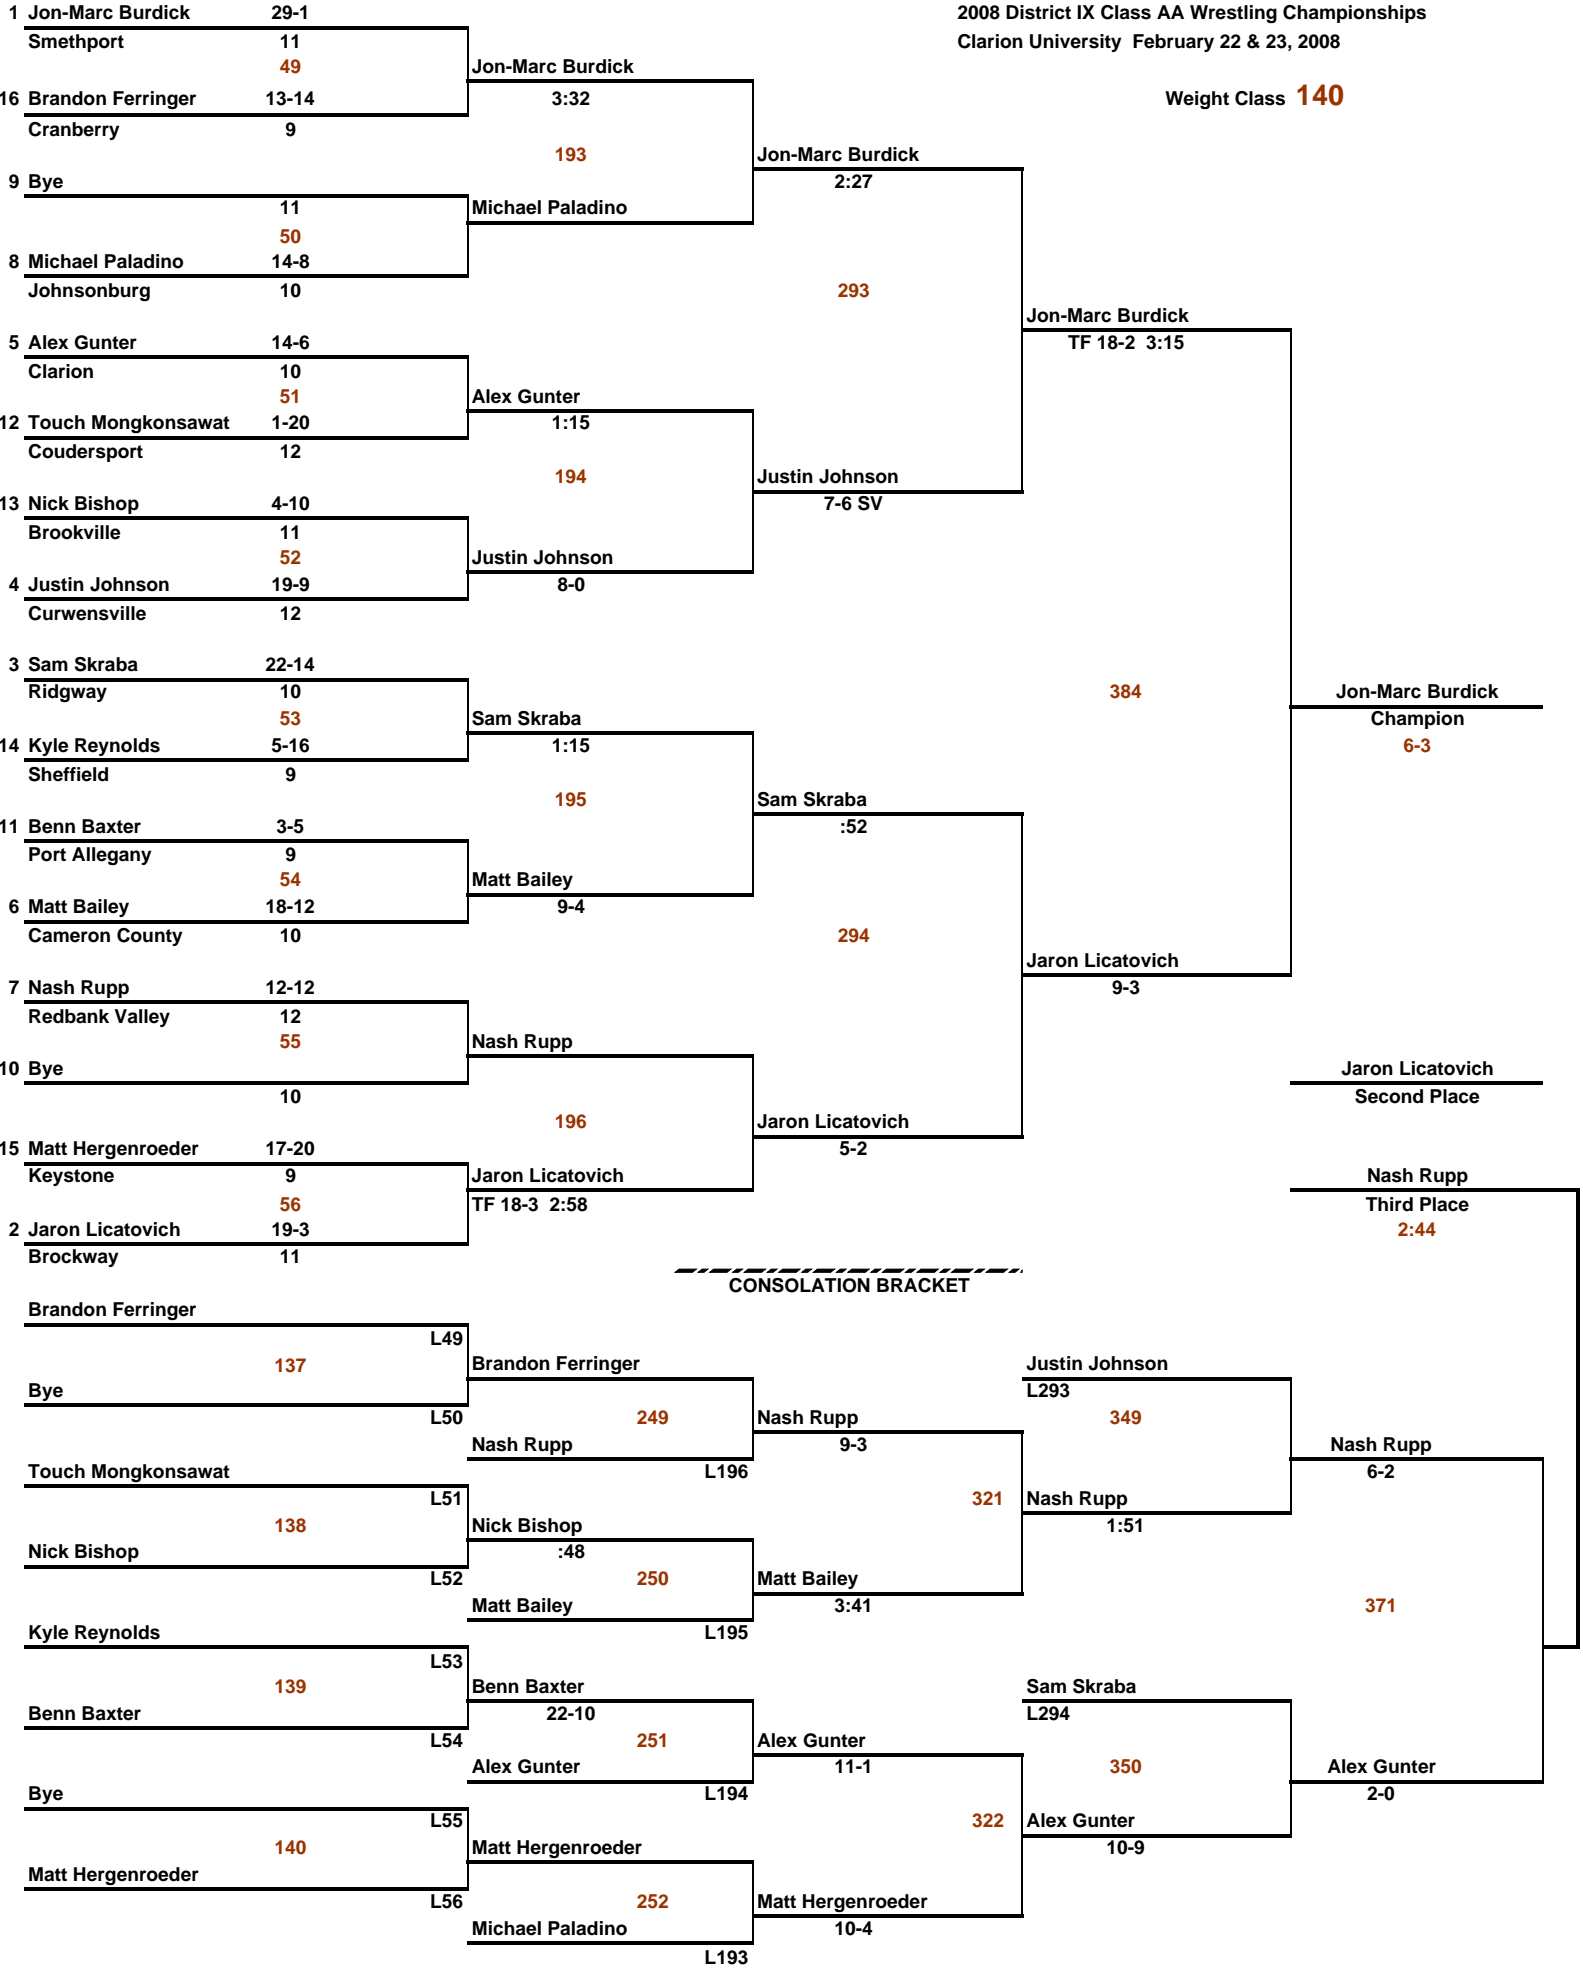 1 Jon-Marc Burdick 29-1
2008 District IX Class AA Wrestling Championships
Smethport 11
Clarion University February 22 & 23, 2008
49
Jon-Marc Burdick
16 Brandon Ferringer 13-14
3:32
Weight Class 140
Cranberry 9
193
Jon-Marc Burdick
9 Bye
2:27
11
Michael Paladino
50
8 Michael Paladino 14-8
Johnsonburg 10
293
Jon-Marc Burdick
5 Alex Gunter 14-6
TF 18-2 3:15
Clarion 10
51
Alex Gunter
12 Touch Mongkonsawat 1-20
1:15
Coudersport 12
194
Justin Johnson
13 Nick Bishop 4-10
7-6 SV
Brookville 11
52
Justin Johnson
4 Justin Johnson 19-9
8-0
Curwensville 12
3 Sam Skraba 22-14
Ridgway 10
384
Jon-Marc Burdick
53
Sam Skraba
Champion
14 Kyle Reynolds 5-16
1:15
6-3
Sheffield 9
195
Sam Skraba
11 Benn Baxter 3-5
:52
Port Allegany 9
54
Matt Bailey
6 Matt Bailey 18-12
9-4
Cameron County 10
294
Jaron Licatovich
7 Nash Rupp 12-12
9-3
Redbank Valley 12
55
Nash Rupp
10 Bye
Jaron Licatovich
10
Second Place
196
Jaron Licatovich
15 Matt Hergenroeder 17-20
5-2
Keystone 9
Jaron Licatovich
Nash Rupp
56
TF 18-3 2:58
Third Place
2 Jaron Licatovich 19-3
2:44
Brockway 11
CONSOLATION BRACKET
Brandon Ferringer
L49
137
Brandon Ferringer
Justin Johnson
Bye
L293
L50
249
Nash Rupp
349
Nash Rupp
9-3
Nash Rupp
Touch Mongkonsawat
L196
6-2
L51
321
Nash Rupp
138
Nick Bishop
1:51
Nick Bishop
:48
L52
250
Matt Bailey
Matt Bailey
3:41
371
Kyle Reynolds
L195
L53
139
Benn Baxter
Sam Skraba
Benn Baxter
22-10
L294
L54
251
Alex Gunter
Alex Gunter
11-1
350
Alex Gunter
Bye
L194
2-0
L55
322
Alex Gunter
140
Matt Hergenroeder
10-9
Matt Hergenroeder
L56
252
Matt Hergenroeder
Michael Paladino
10-4
L193